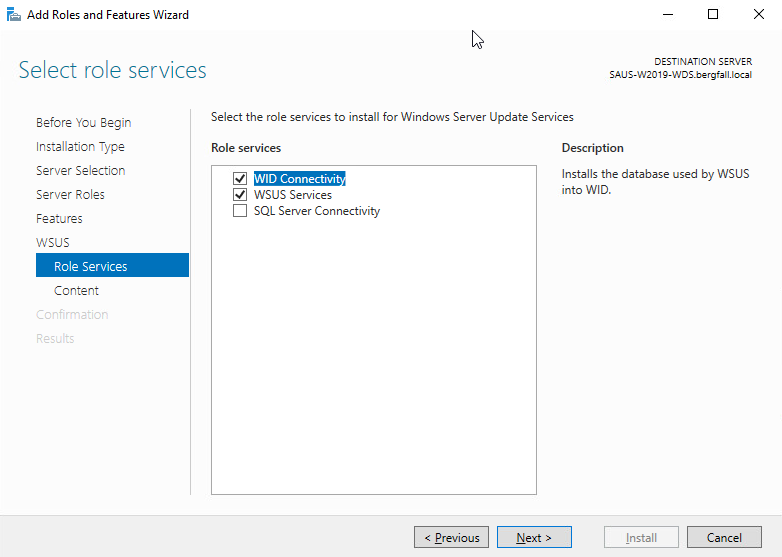 Add Roles and Features Wizard
Select role services
DESTINATION SERVER
SAUS-W2019-WDS.bergfall.local
Before You Begin
Installation Type
Server Selection
Server Roles
Features
WSUS
Role Services
Content
Confirmation
Results
Select the role services to install for Windows Server Update Services
Role services
WID Connectivity
WSUS Services
SQL Server Connectivity
Description
Installs the database used by WSUS
into WID.
< Previous
Next >
Install
Cancel